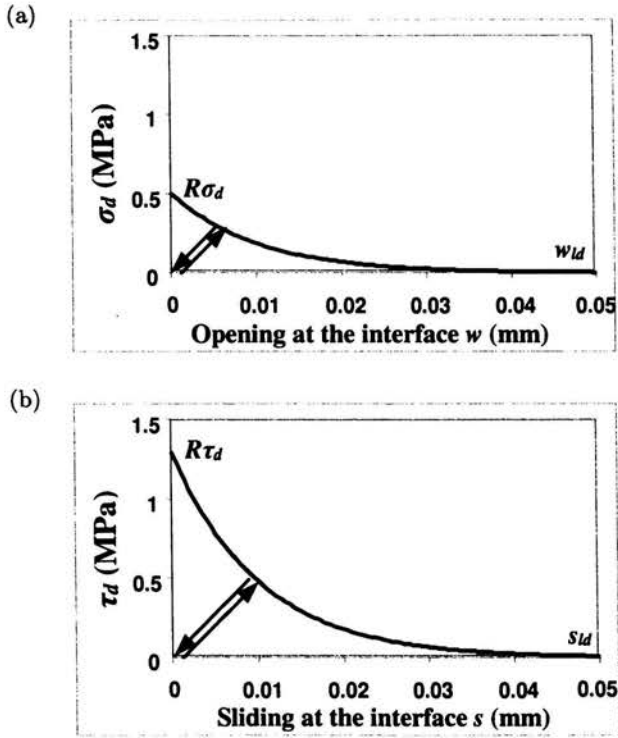 (a)
1.5
1
0.5
0
σd (MPa)
Rσd
wld
0 0.01 0.02 0.03 0.04 0.05
Opening at the interface w (mm)
(b)
1.5
1
0.5
0
τd (MPa)
Rτd
sld
0 0.01 0.02 0.03 0.04 0.05
Sliding at the interface s (mm)